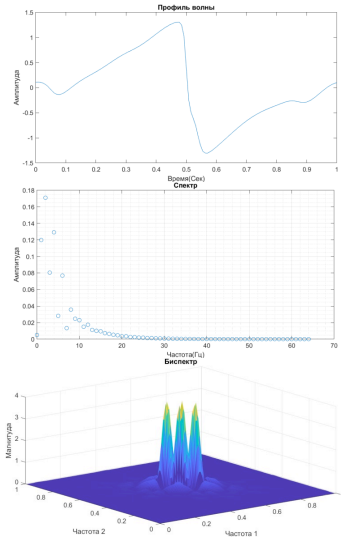 Профиль волны
1.5
1
0.5
0
-0.5
-1
-1.5
Амплитуда
0 0.1 0.2 0.3 0.4 0.5 0.6 0.7 0.8 0.9 1
Время(Сек)
Спектр
0.18
0.16
0.14
0.12
0.1
0.08
0.06
0.04
0.02
0
Амплитуда
0 10 20 30 40 50 60 70
Частота(Гц)
Биспектр
4
3
2
1
0
Магнитуда
1 0.8 0.6 0.4 0.2 0
Частота 2
0 0.2 0.4 0.6 0.8 1
Частота 1